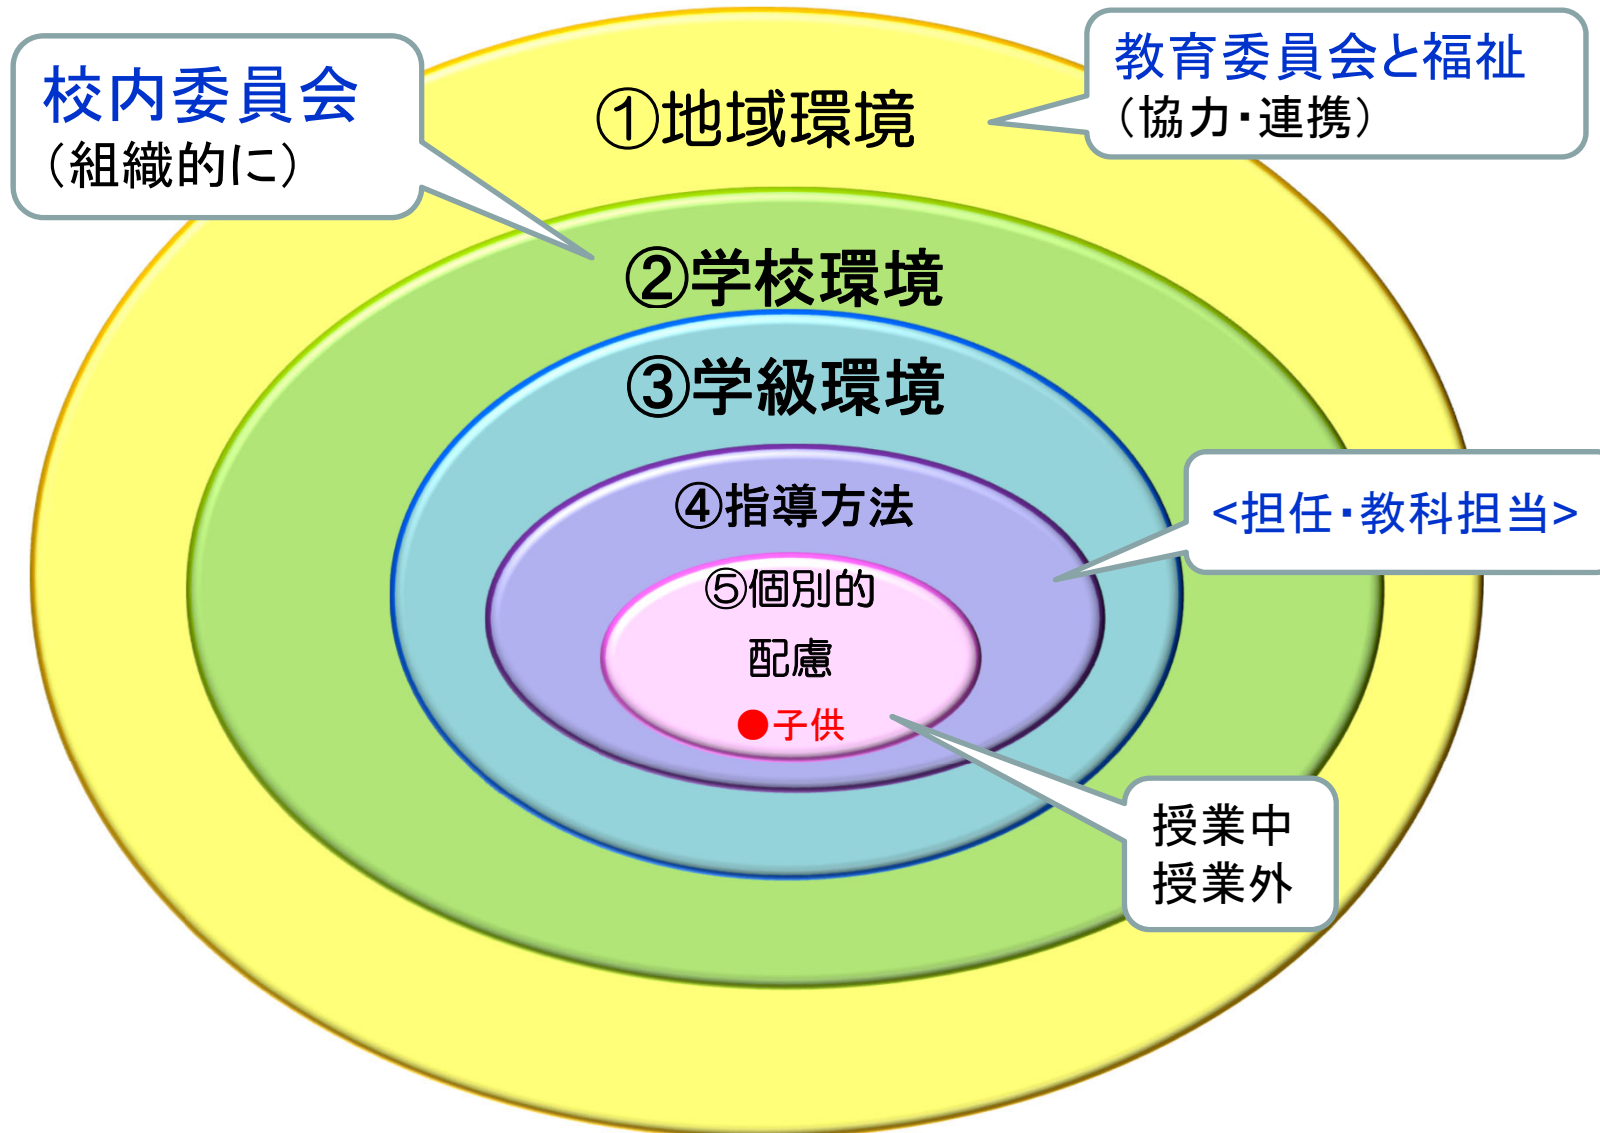 校内委員会
（組織的に）
①地域環境
教育委員会と福祉
（協力・連携）
②学校環境
③学級環境
④指導方法
<担任・教科担当>
⑤個別的
配慮
●子供
授業中
授業外